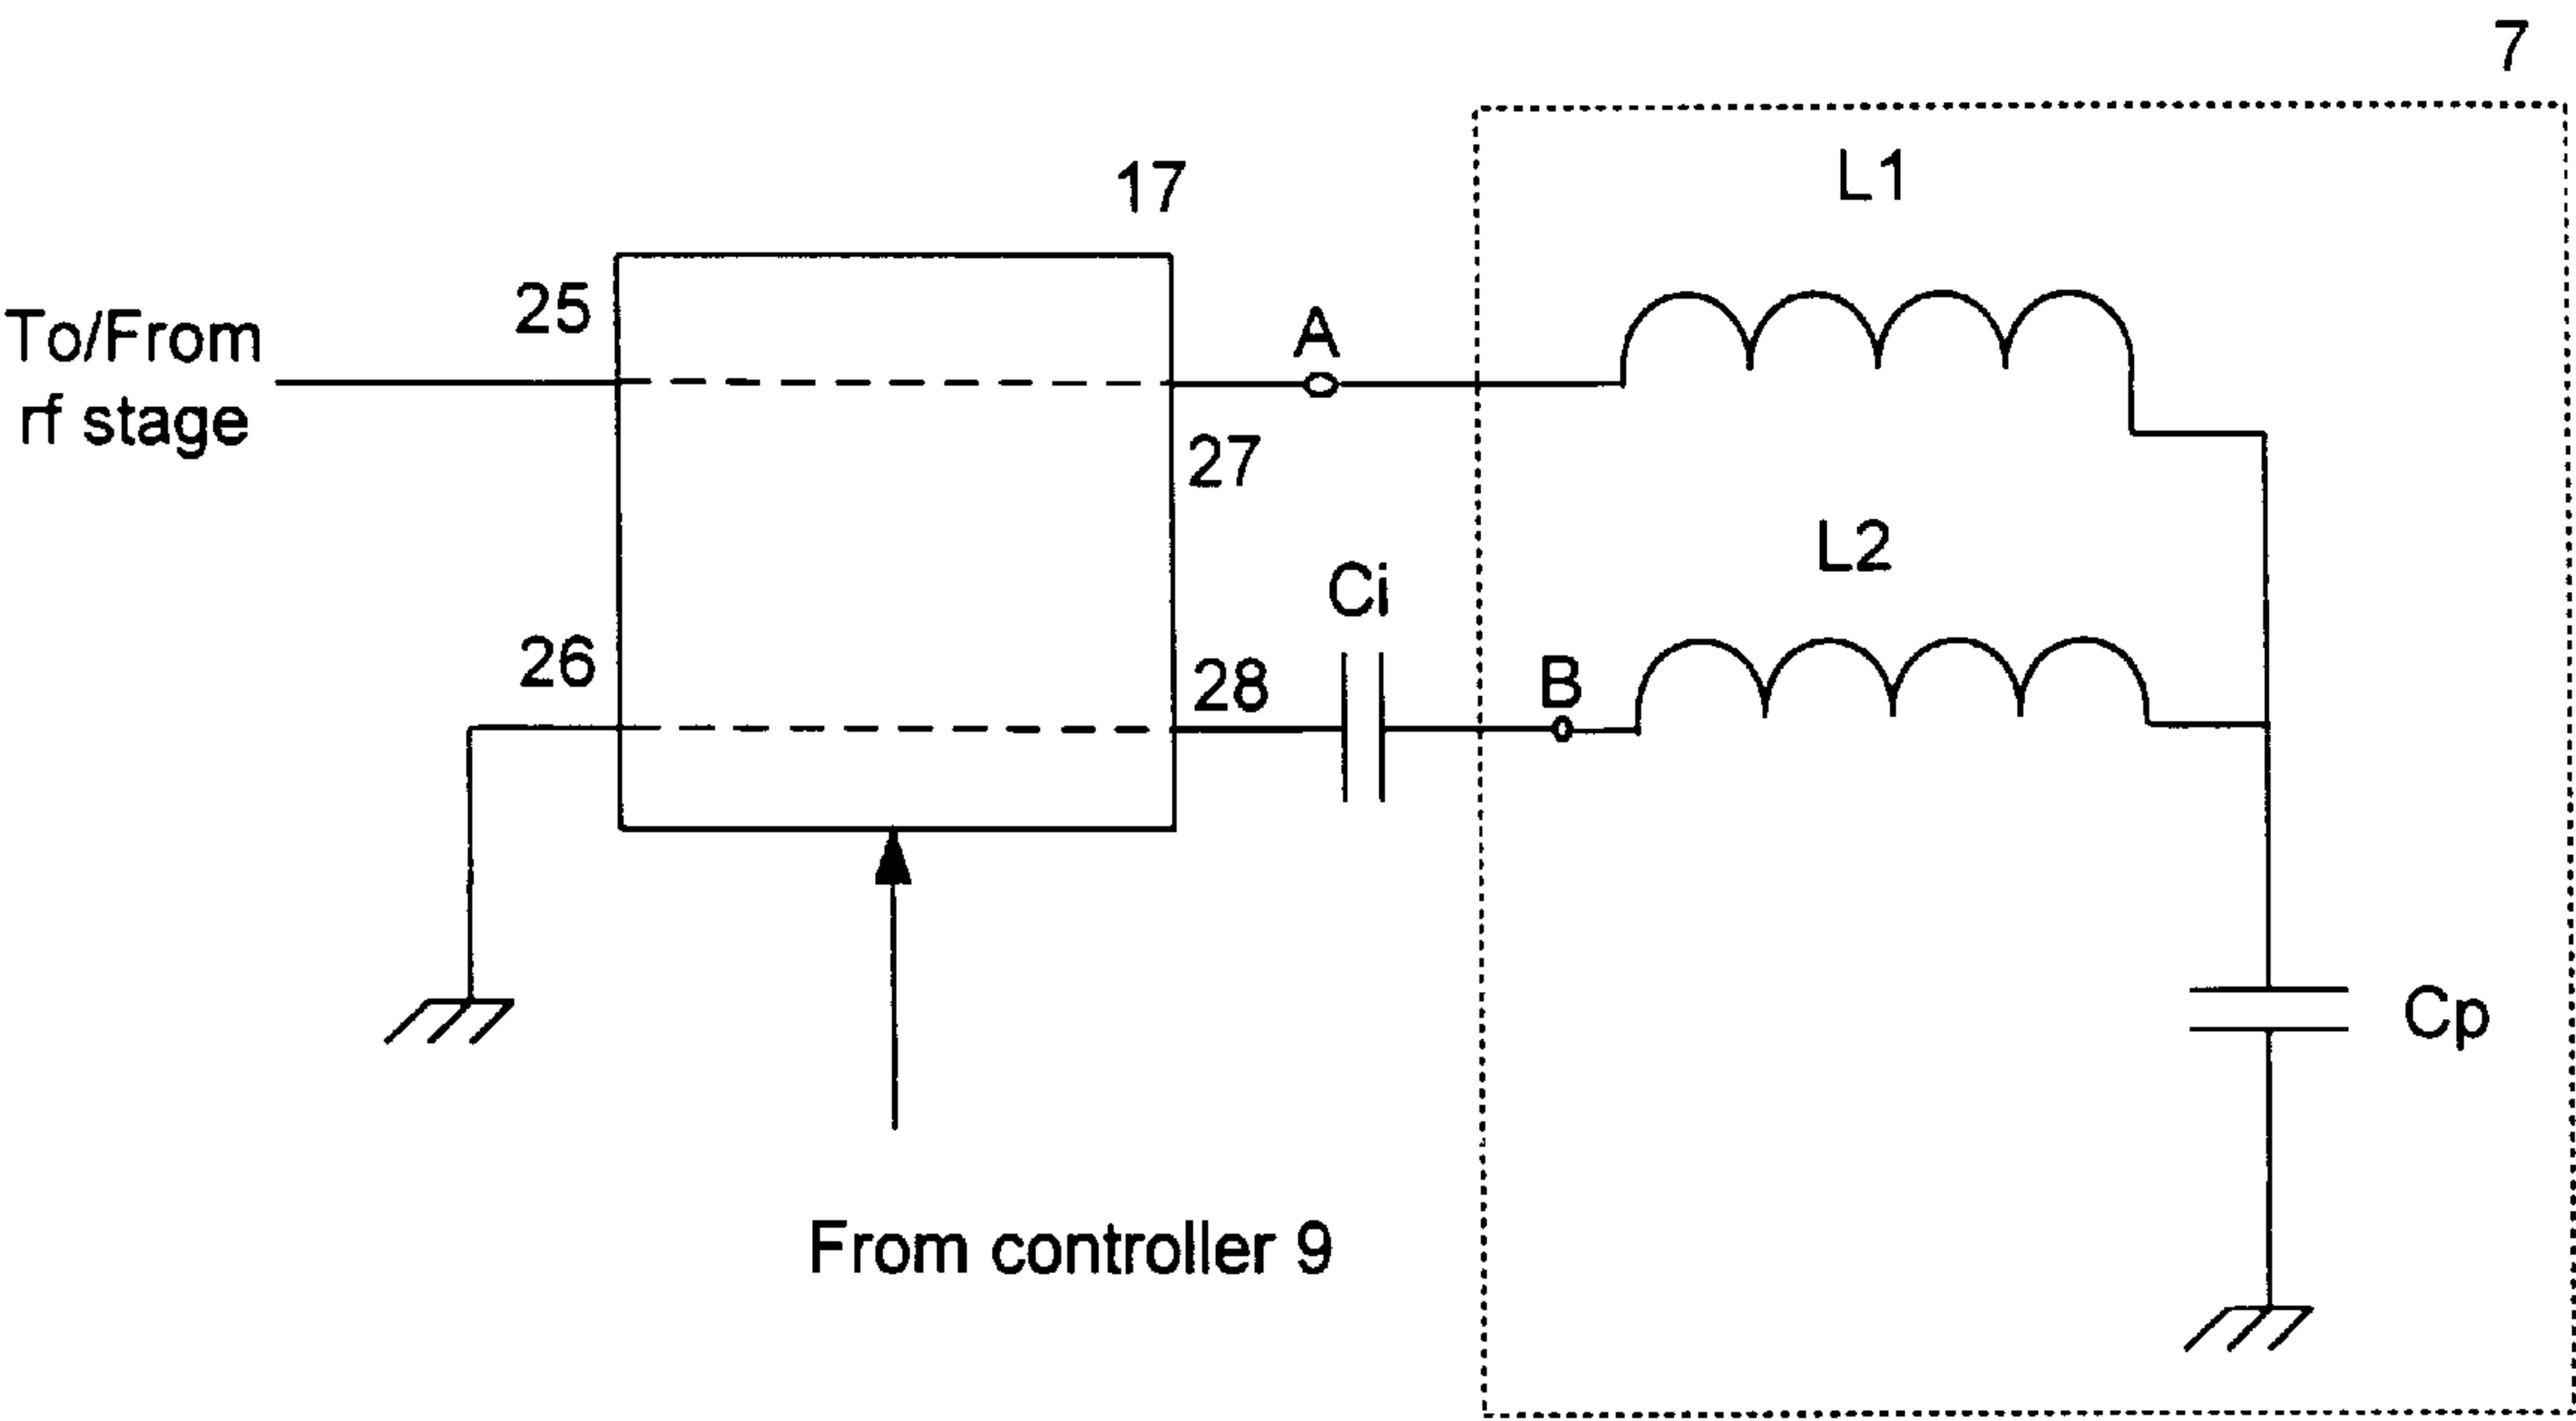 7
L1
17
25
To/From
rf stage
A
27
L2
Ci
26
28
B
Cp
From controller 9